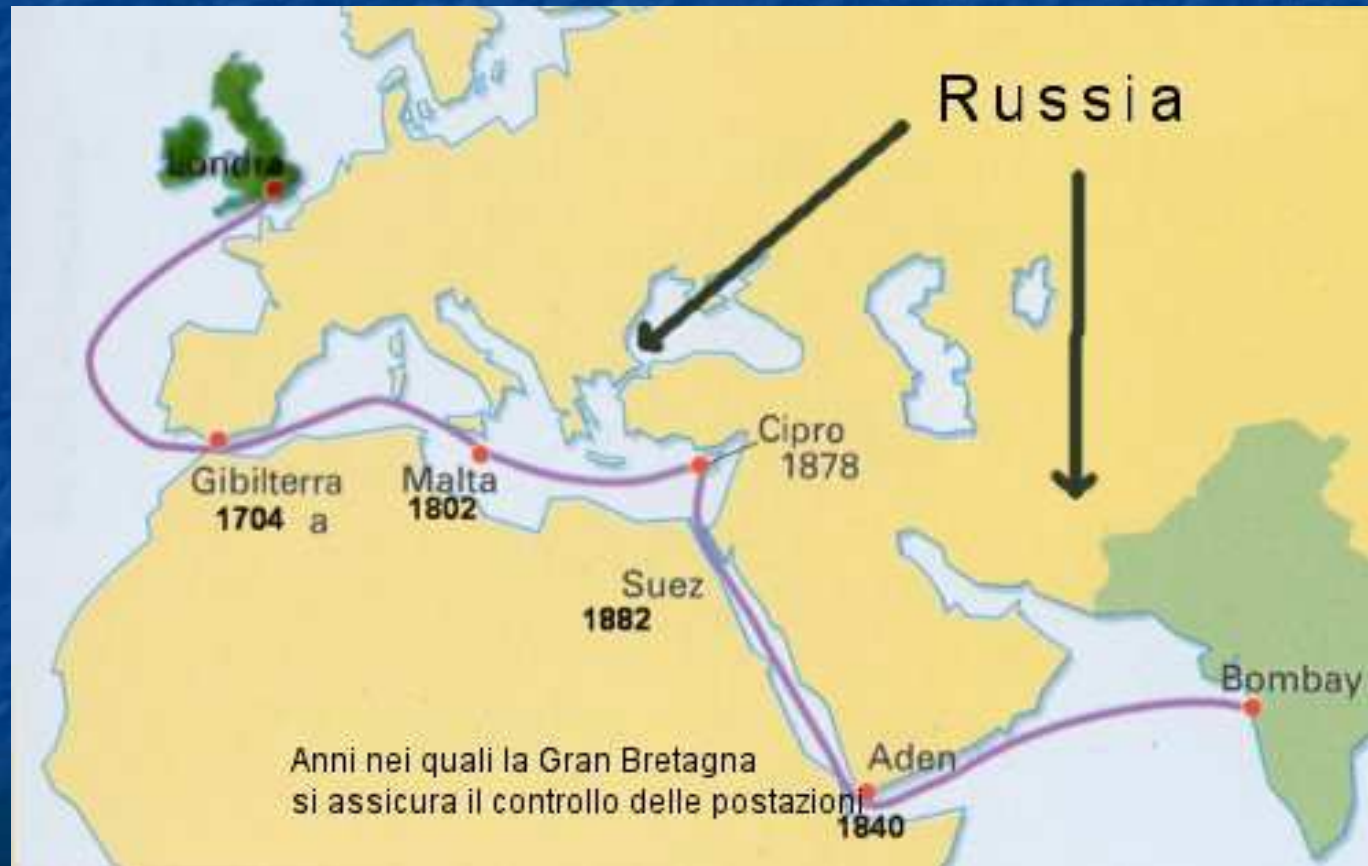 Russia
Londra
Cipro
1878
Gibilterra
1704 a
Malta
1802
Suez
1882
Bombay
Aden
1840
Anni nei quali la Gran Bretagna
si assicura il controllo delle postazioni